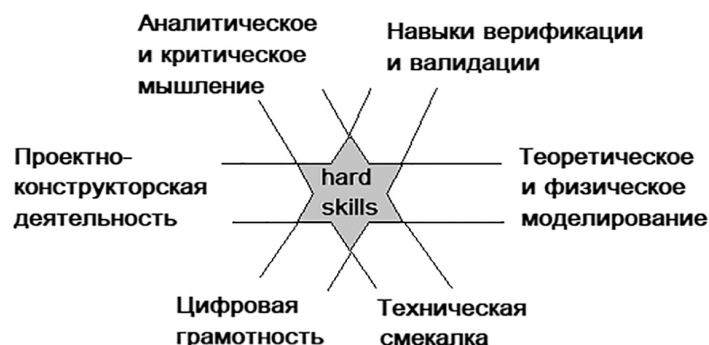 Аналитическое
и критическое
мышление
Навыки верификации
и валидации
Проектно-
конструкторская
деятельность
hard
skills
Теоретическое
и физическое
моделирование
Цифровая
грамотность
Техническая
смекалка